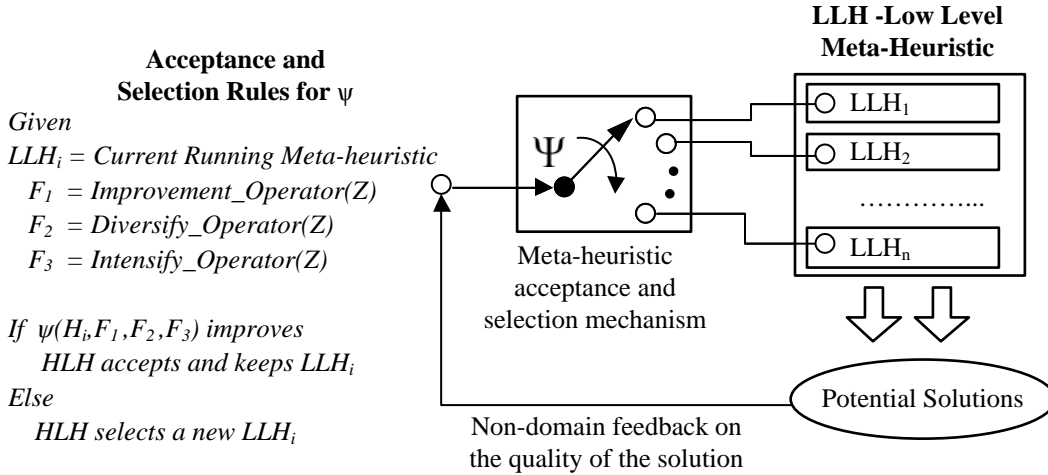 Acceptance and
Selection Rules for ψ
Given
LLHi = Current Running Meta-heuristic
F1 = Improvement_Operator(Z)
F2 = Diversify_Operator(Z)
F3 = Intensify_Operator(Z)
If ψ(Hi,F1,F2,F3) improves
HLH accepts and keeps LLHi
Else
HLH selects a new LLHi
Ψ
Meta-heuristic
acceptance and
selection mechanism
LLH -Low Level
Meta-Heuristic
LLH1
LLH2
…………...
LLHn
Potential Solutions
Non-domain feedback on
the quality of the solution